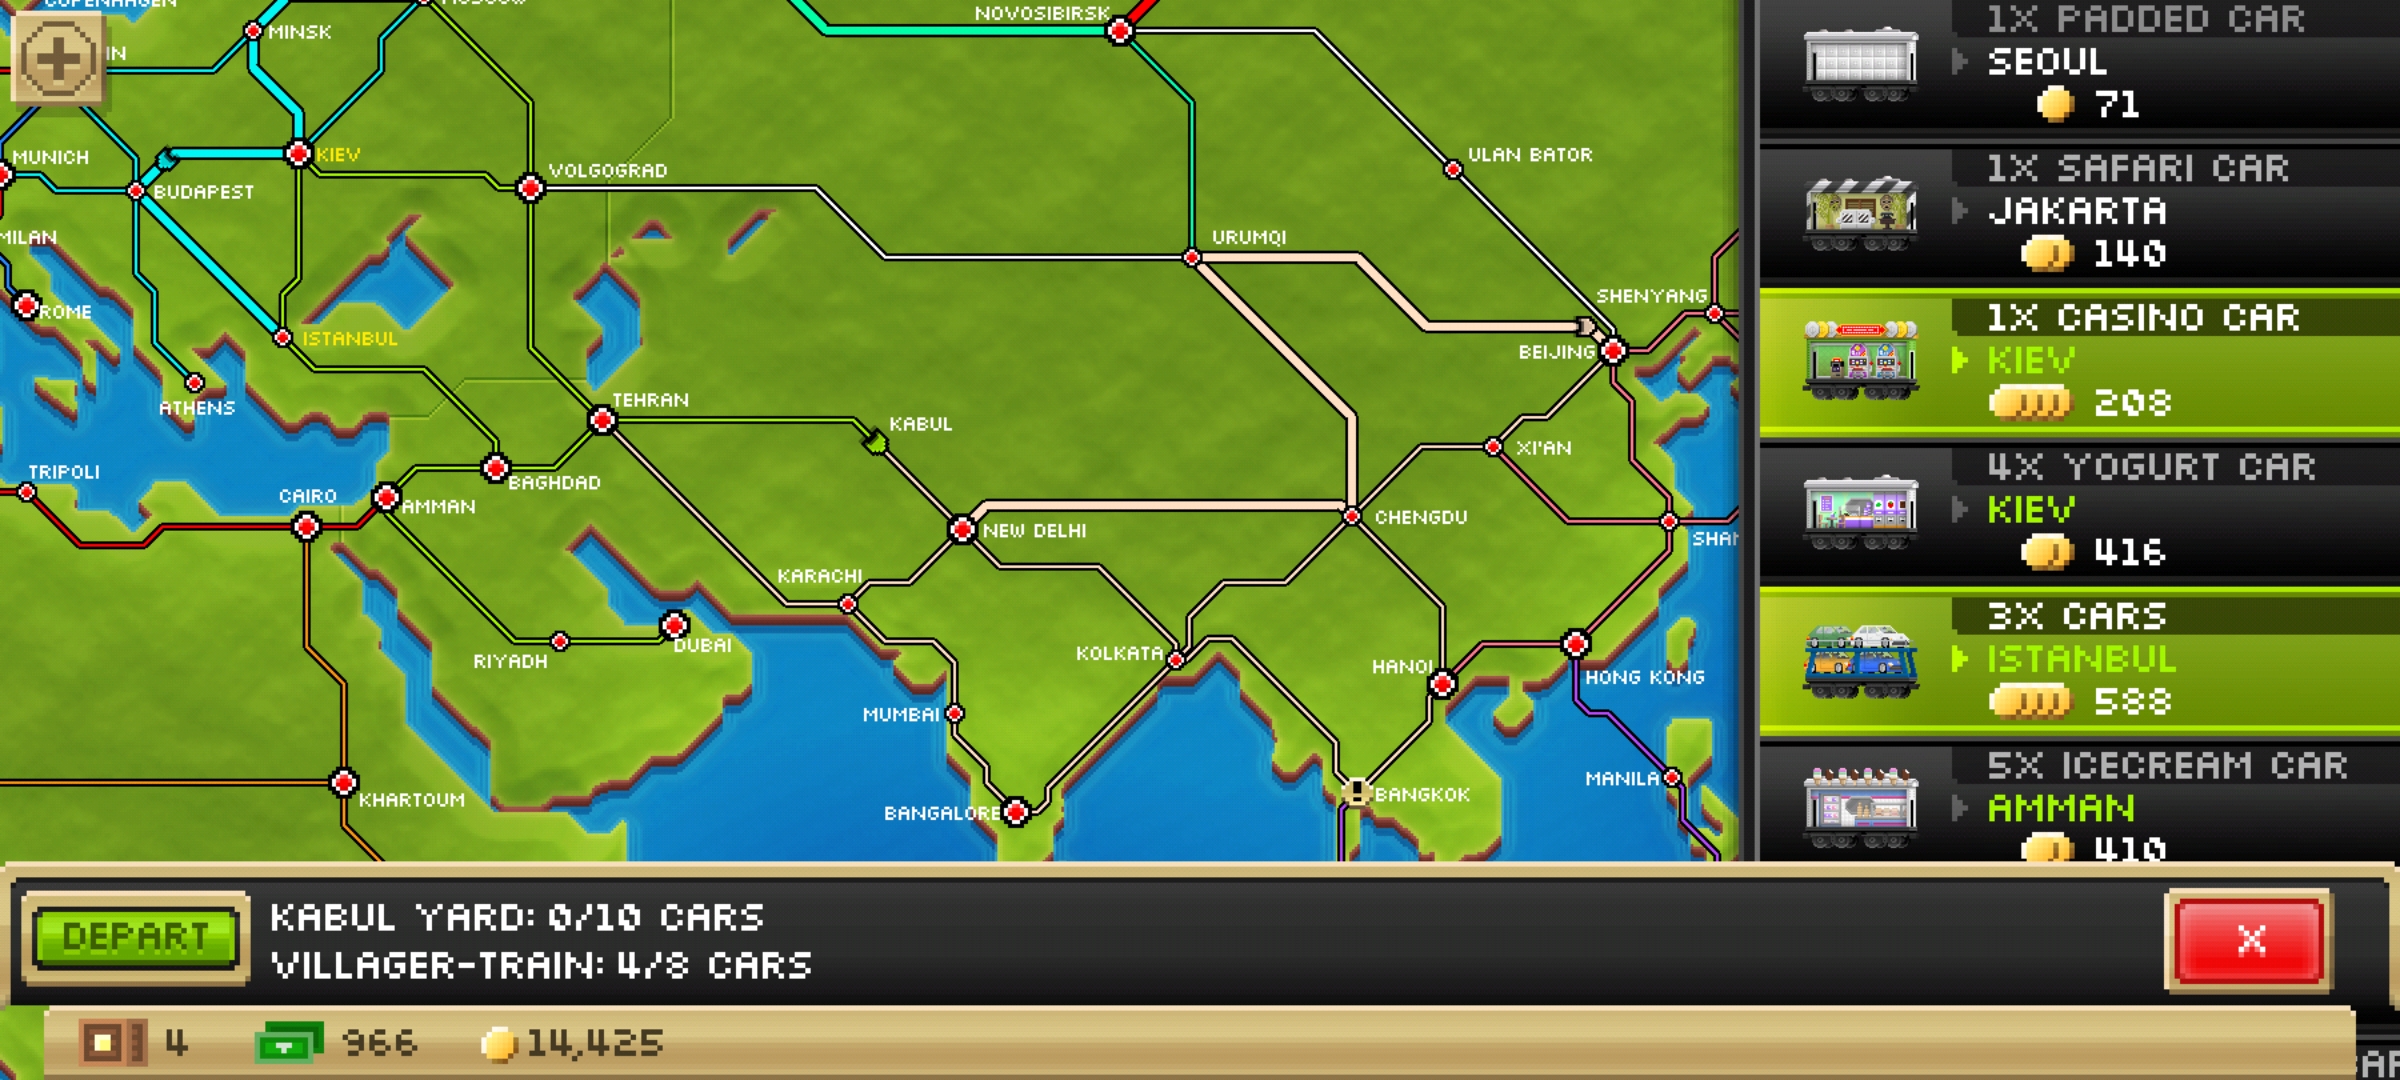 COPENHAGEN
MOSCOW
NOVOSIBIRSK
MINSK
ULAN BATOR
MUNICH
KIEV
VOLGOGRAD
BUDAPEST
MILAN
URUMQI
SHENYANG
ROME
ISTANBUL
BEIJING
ATHENS
TEHRAN
KABUL
XI'AN
TRIPOLI
BAGHDAD
CAIRO
AMMAN
CHENGDU
NEW DELHI
KARACHI
DUBAI
RIYADH
KOLKATA
HANOI
HONG KONG
MUMBAI
MANILA
KHARTOUM
BANGKOK
BANGALORE
1X PADDED CAR
SEOUL
71
1X SAFARI CAR
JAKARTA
140
1X CASINO CAR
KIEV
208
4X YOGURT CAR
KIEV
416
3X CARS
ISTANBUL
588
5X ICECREAM CAR
AMMAN
410
DEPART
KABUL YARD: 0/10 CARS
VILLAGER-TRAIN: 4/8 CARS
X
4
966
14,425